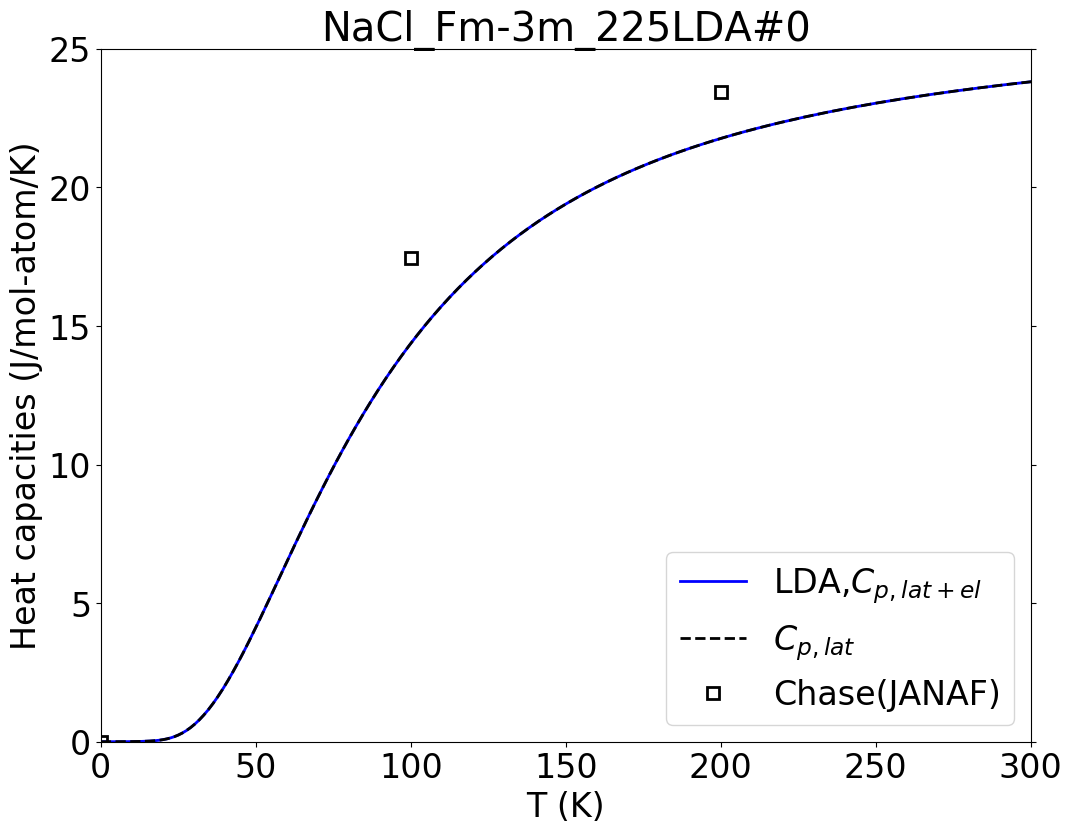 NaCl_Fm-3m_225LDA#0
Heat capacities (J/mol-atom/K)
25
20
15
10
5
0
LDA,C_{p,lat+el}
C_{p,lat}
Chase(JANAF)
0 50 100 150 200 250 300
T (K)